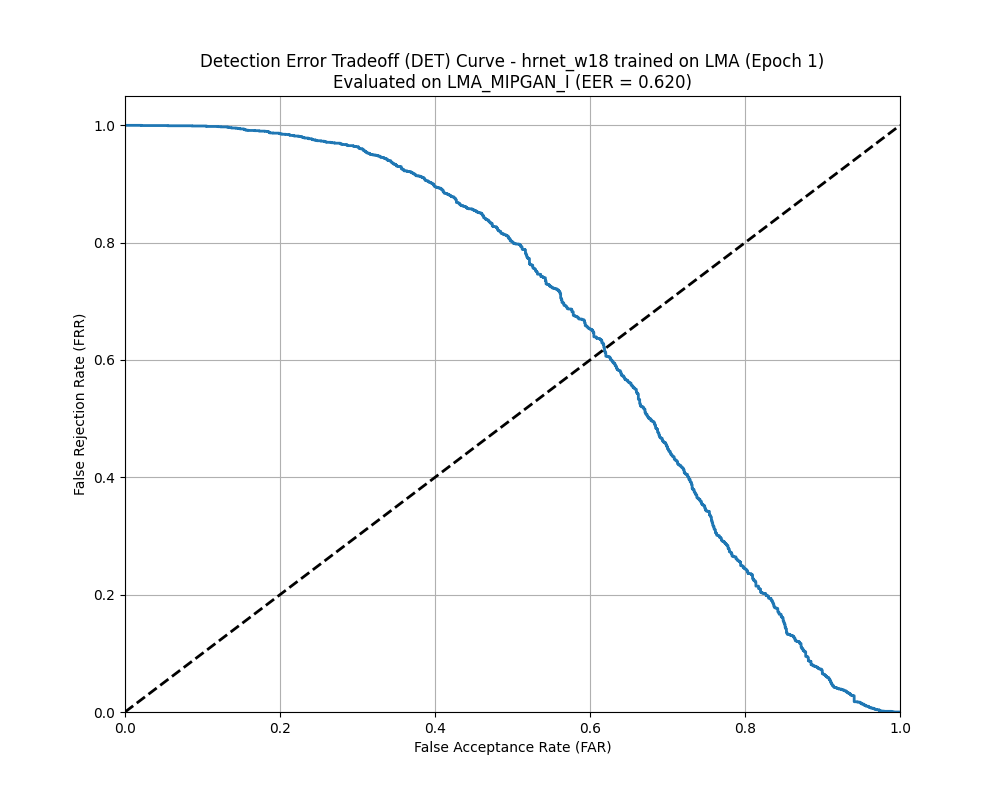 Detection Error Tradeoff (DET) Curve - hrnet_w18 trained on LMA (Epoch 1)
Evaluated on LMA_MIPGAN_I (EER = 0.620)
1.0
0.8
0.6
0.4
0.2
0.0
False Rejection Rate (FRR)
0.0 0.2 0.4 0.6 0.8 1.0
False Acceptance Rate (FAR)